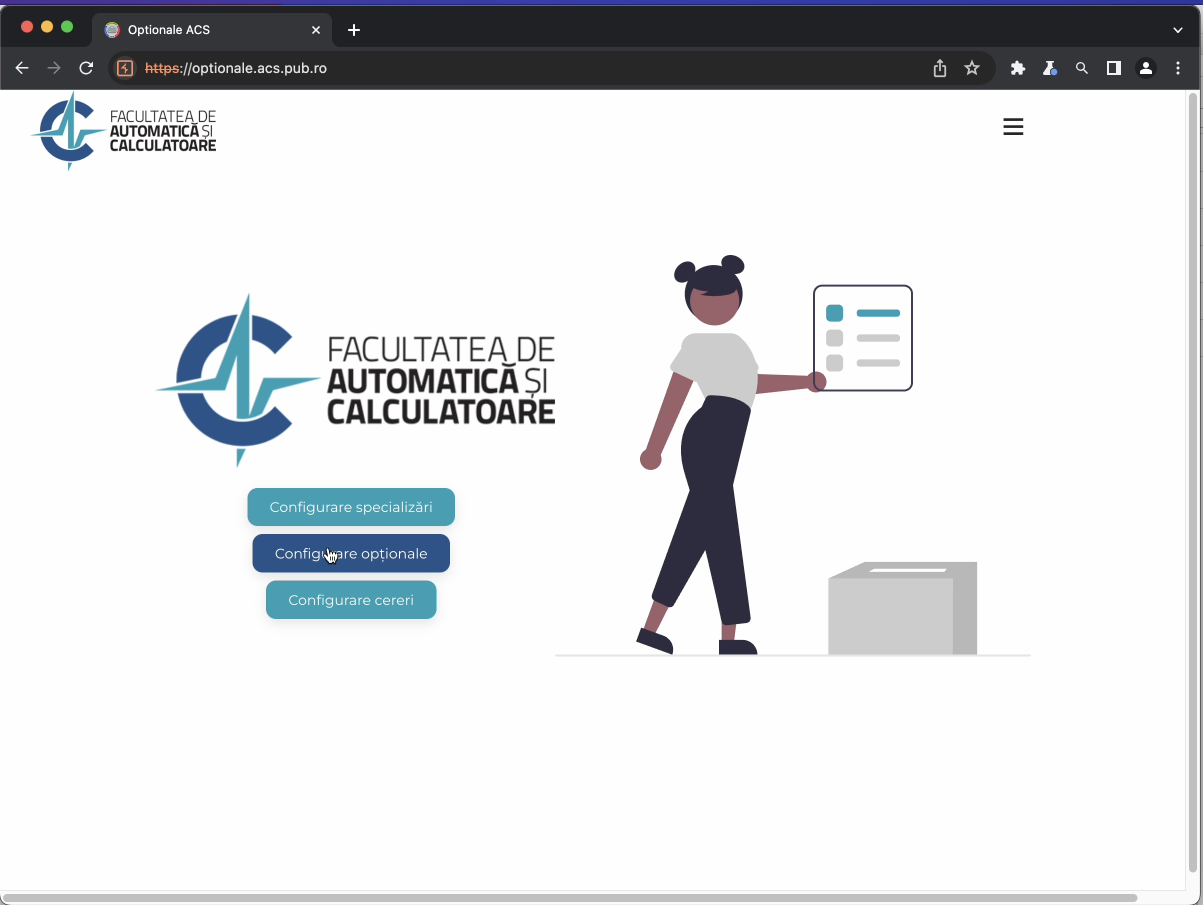 Optionale ACS
https://optionale.acs.pub.ro
FACULTATEA DE
AUTOMATICĂ ȘI
CALCULATOARE
FACULTATEA DE
AUTOMATICĂ ȘI
CALCULATOARE
Configurare specializări
Configurare opționale
Configurare cereri